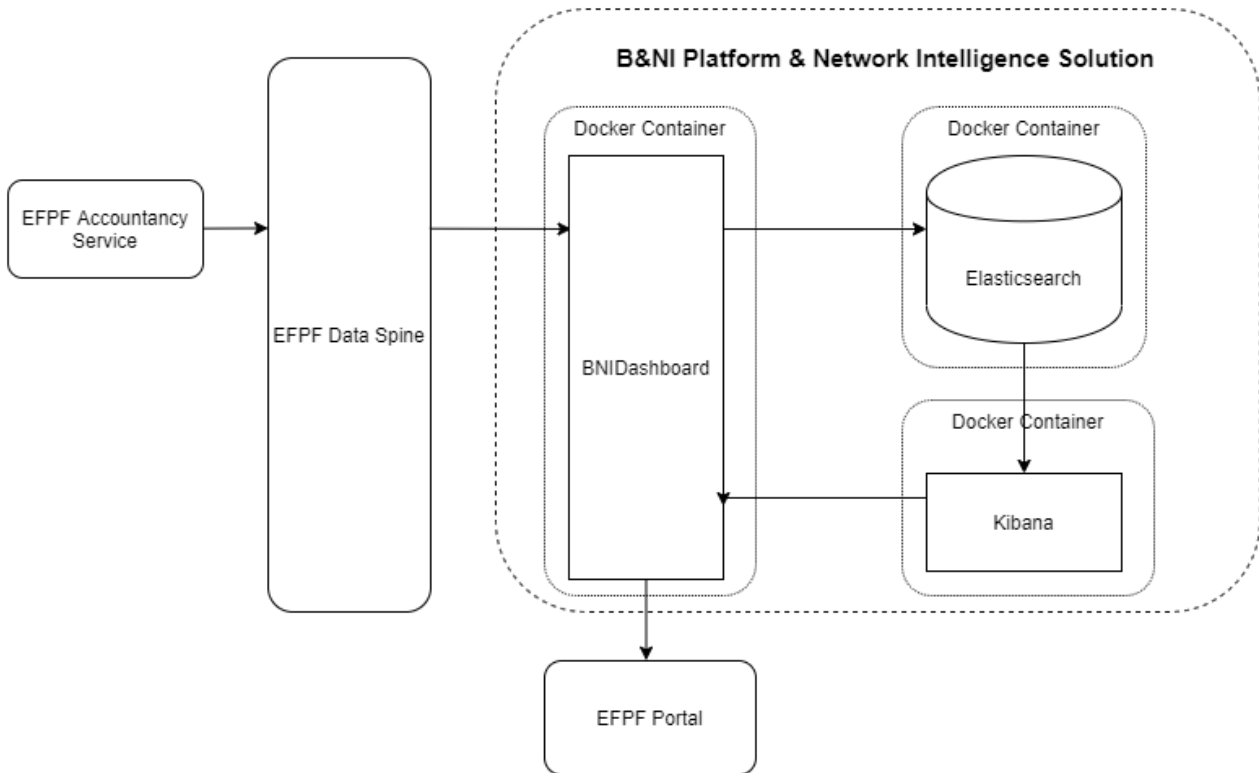 B&NI Platform & Network Intelligence Solution
Docker Container
Docker Container
EFPF Accountancy
Service
Elasticsearch
EFPF Data Spine
BNIDashboard
Docker Container
Kibana
EFPF Portal